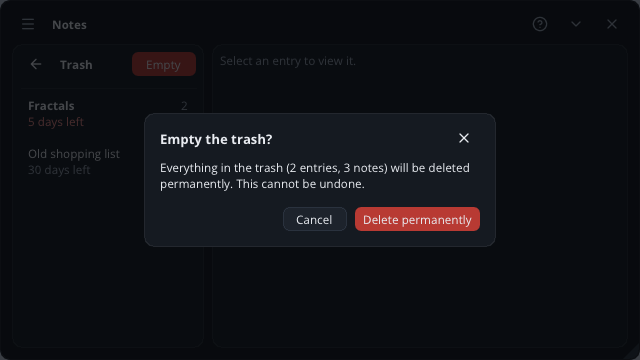 Notes
Trash
Empty
Select an entry to view it.
Fractals 2
5 days left
Old shopping list
30 days left
Empty the trash?
Everything in the trash (2 entries, 3 notes) will be deleted
permanently. This cannot be undone.
Cancel
Delete permanently